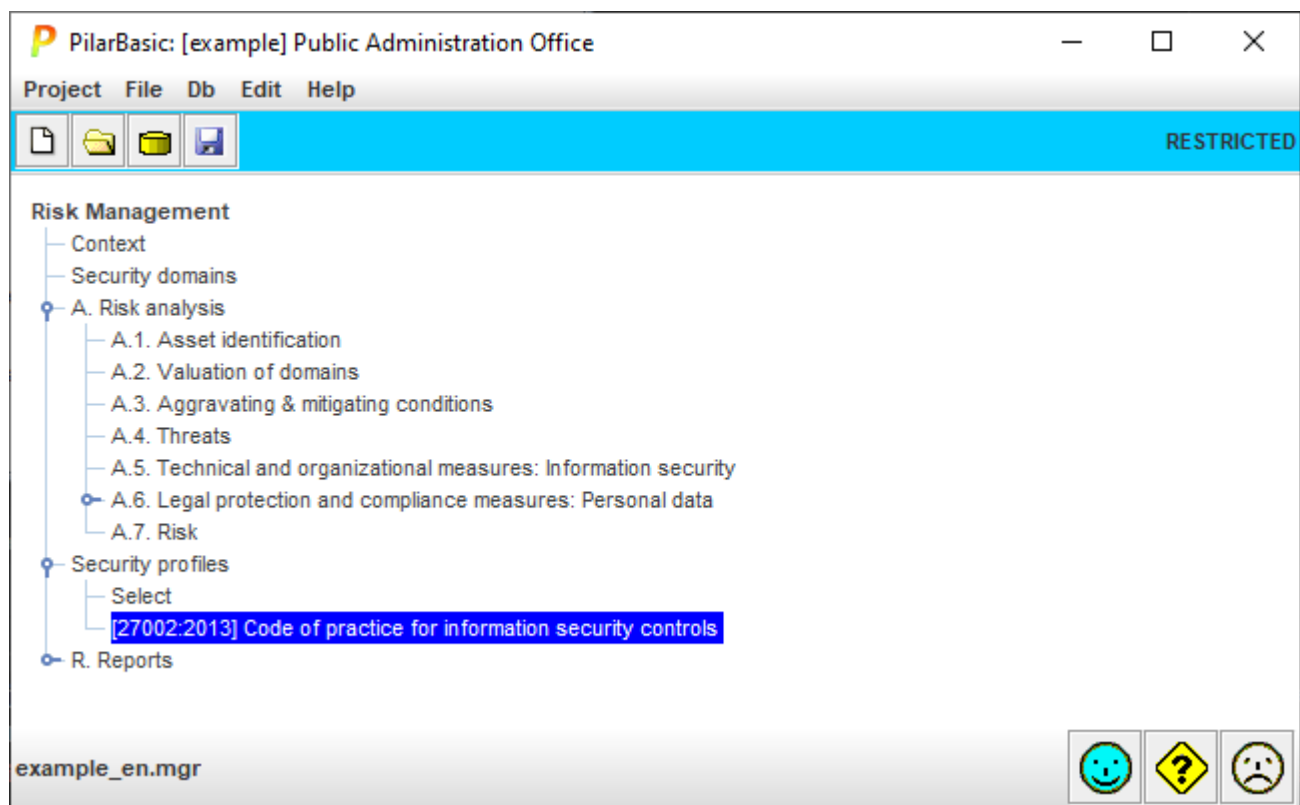 PilarBasic: [example] Public Administration Office
Project File Db Edit Help
RESTRICTED
Risk Management
Context
Security domains
A. Risk analysis
A.1. Asset identification
A.2. Valuation of domains
A.3. Aggravating & mitigating conditions
A.4. Threats
A.5. Technical and organizational measures: Information security
A.6. Legal protection and compliance measures: Personal data
A.7. Risk
Security profiles
Select
[27002:2013] Code of practice for information security controls
R. Reports
example_en.mgr